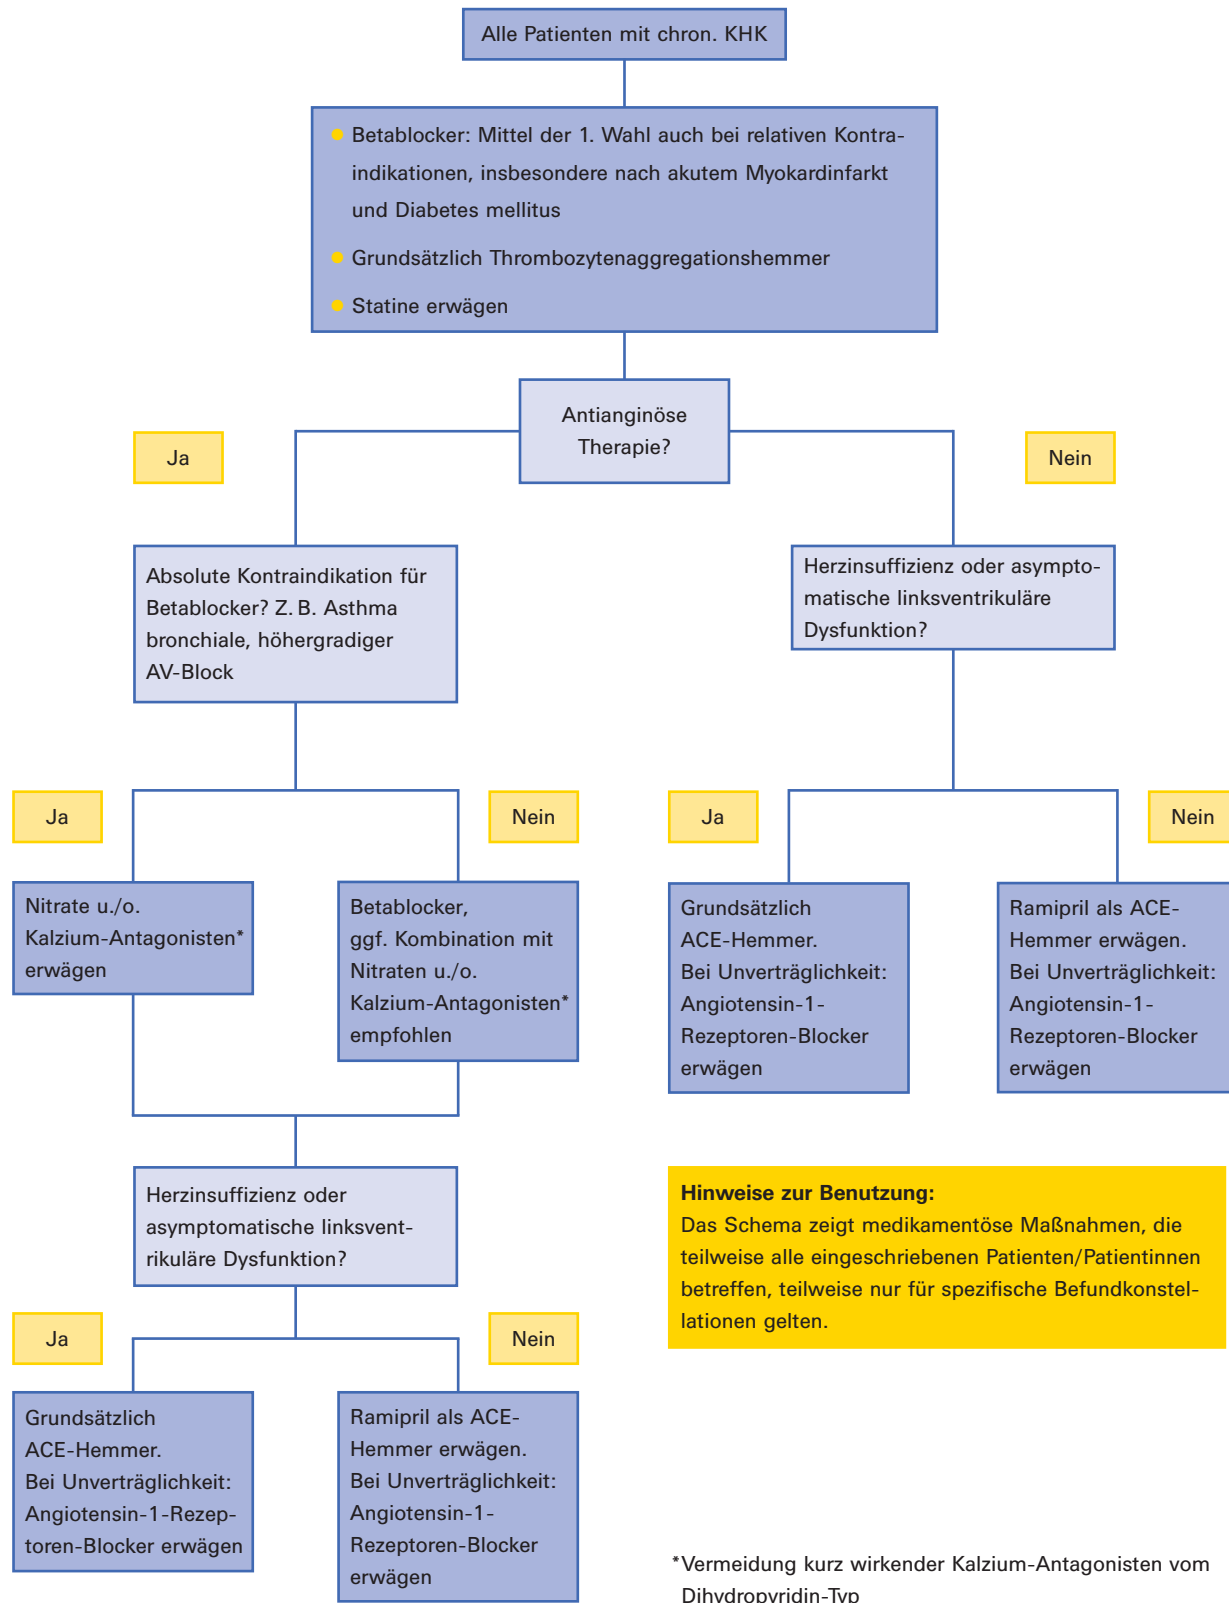 Alle Patienten mit chron. KHK
Betablocker: Mittel der 1. Wahl auch bei relativen Kontra-
indikationen, insbesondere nach akutem Myokardinfarkt
und Diabetes mellitus
Grundsätzlich Thrombozytenaggregationshemmer
Statine erwägen
Antianginöse
Therapie?
Ja
Nein
Absolute Kontraindikation für
Betablocker? Z. B. Asthma
bronchiale, höhergradiger
AV-Block
Herzinsuffizienz oder asympto-
matische linksventrikuläre
Dysfunktion?
Ja
Nein
Ja
Nein
Nitrate u./o.
Kalzium-Antagonisten*
erwägen
Betablocker,
ggf. Kombination mit
Nitraten u./o.
Kalzium-Antagonisten*
empfohlen
Grundsätzlich
ACE-Hemmer.
Bei Unverträglichkeit:
Angiotensin-1-
Rezeptoren-Blocker
erwägen
Ramipril als ACE-
Hemmer erwägen.
Bei Unverträglichkeit:
Angiotensin-1-
Rezeptoren-Blocker
erwägen
Herzinsuffizienz oder
asymptomatische linksvent-
rikuläre Dysfunktion?
Hinweise zur Benutzung:
Das Schema zeigt medikamentöse Maßnahmen, die
teilweise alle eingeschriebenen Patienten/Patientinnen
betreffen, teilweise nur für spezifische Befundkonstel-
lationen gelten.
Ja
Nein
Grundsätzlich
ACE-Hemmer.
Bei Unverträglichkeit:
Angiotensin-1-Rezep-
toren-Blocker erwägen
Ramipril als ACE-
Hemmer erwägen.
Bei Unverträglichkeit:
Angiotensin-1-
Rezeptoren-Blocker
erwägen
*Vermeidung kurz wirkender Kalzium-Antagonisten vom
Dihydropyridin-Typ